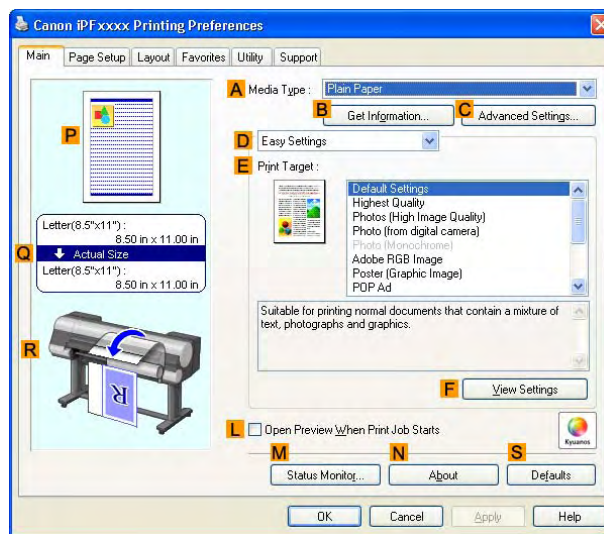 Canon iPFxxxx Printing Preferences
Main Page Setup Layout Favorites Utility Support
A Media Type : Plain Paper
B Get Information... C Advanced Settings...
D Easy Settings
E Print Target :
Default Settings
Highest Quality
Photos (High Image Quality)
Photo (from digital camera)
Photo (Monochrome)
Adobe RGB Image
Poster (Graphic Image)
POP Ad
Suitable for printing normal documents that contain a mixture of
text, photographs and graphics.
F View Settings
P
Q
Letter(8.5"x11") :
8.50 in x 11.00 in
Actual Size
Letter(8.5"x11") :
8.50 in x 11.00 in
R
R
L Open Preview When Print Job Starts
Kyuanos
M N S
Status Monitor... About Defaults
OK Cancel Apply Help